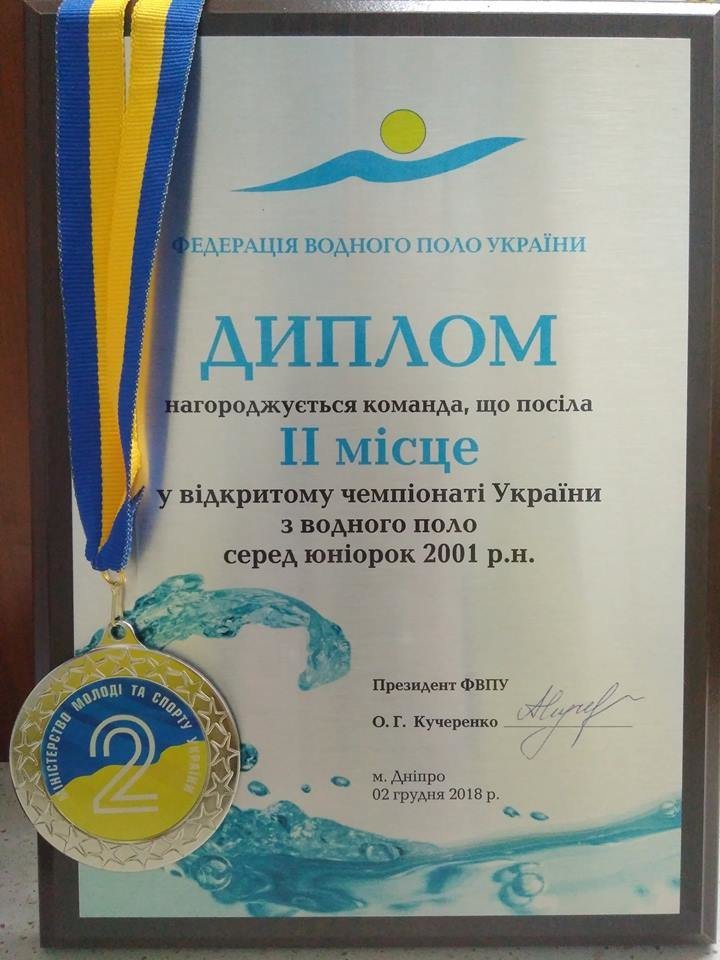 ФЕДЕРАЦІЯ ВОДНОГО ПОЛО УКРАЇНИ
ДИПЛОМ
нагороджується команда, що посіла
II місце
у відкритому чемпіонаті України
з водного поло
серед юніорок 2001 р.н.
Президент ФВПУ
О. Г. Кучеренко
м. Дніпро
02 грудня 2018 р.
МІНІСТЕРСТВО МОЛОДІ ТА СПОРТУ УКРАЇНИ
2